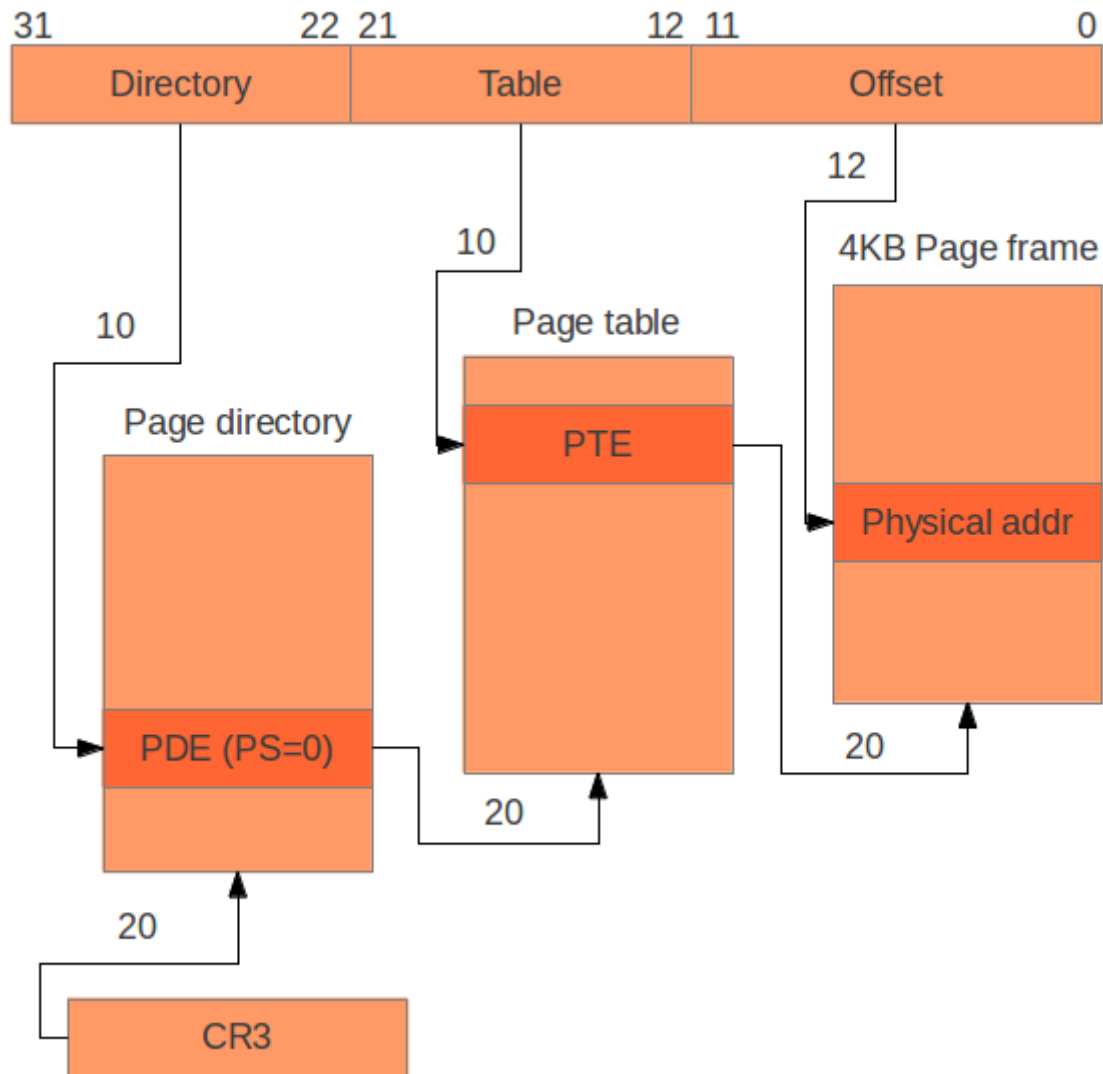 31 22 21 12 11 0
Directory Table Offset
12
10
4KB Page frame
10
Page table
Page directory
PTE
Physical addr
PDE (PS=0)
20
20
20
CR3